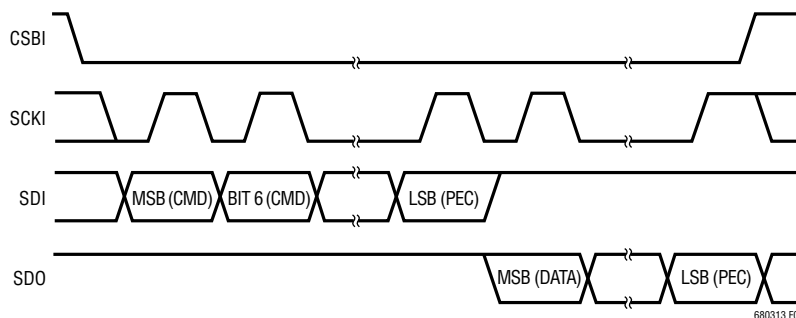 CSBI
SCKI
SDI
MSB (CMD) BIT 6 (CMD) LSB (PEC)
SDO
MSB (DATA) LSB (PEC)